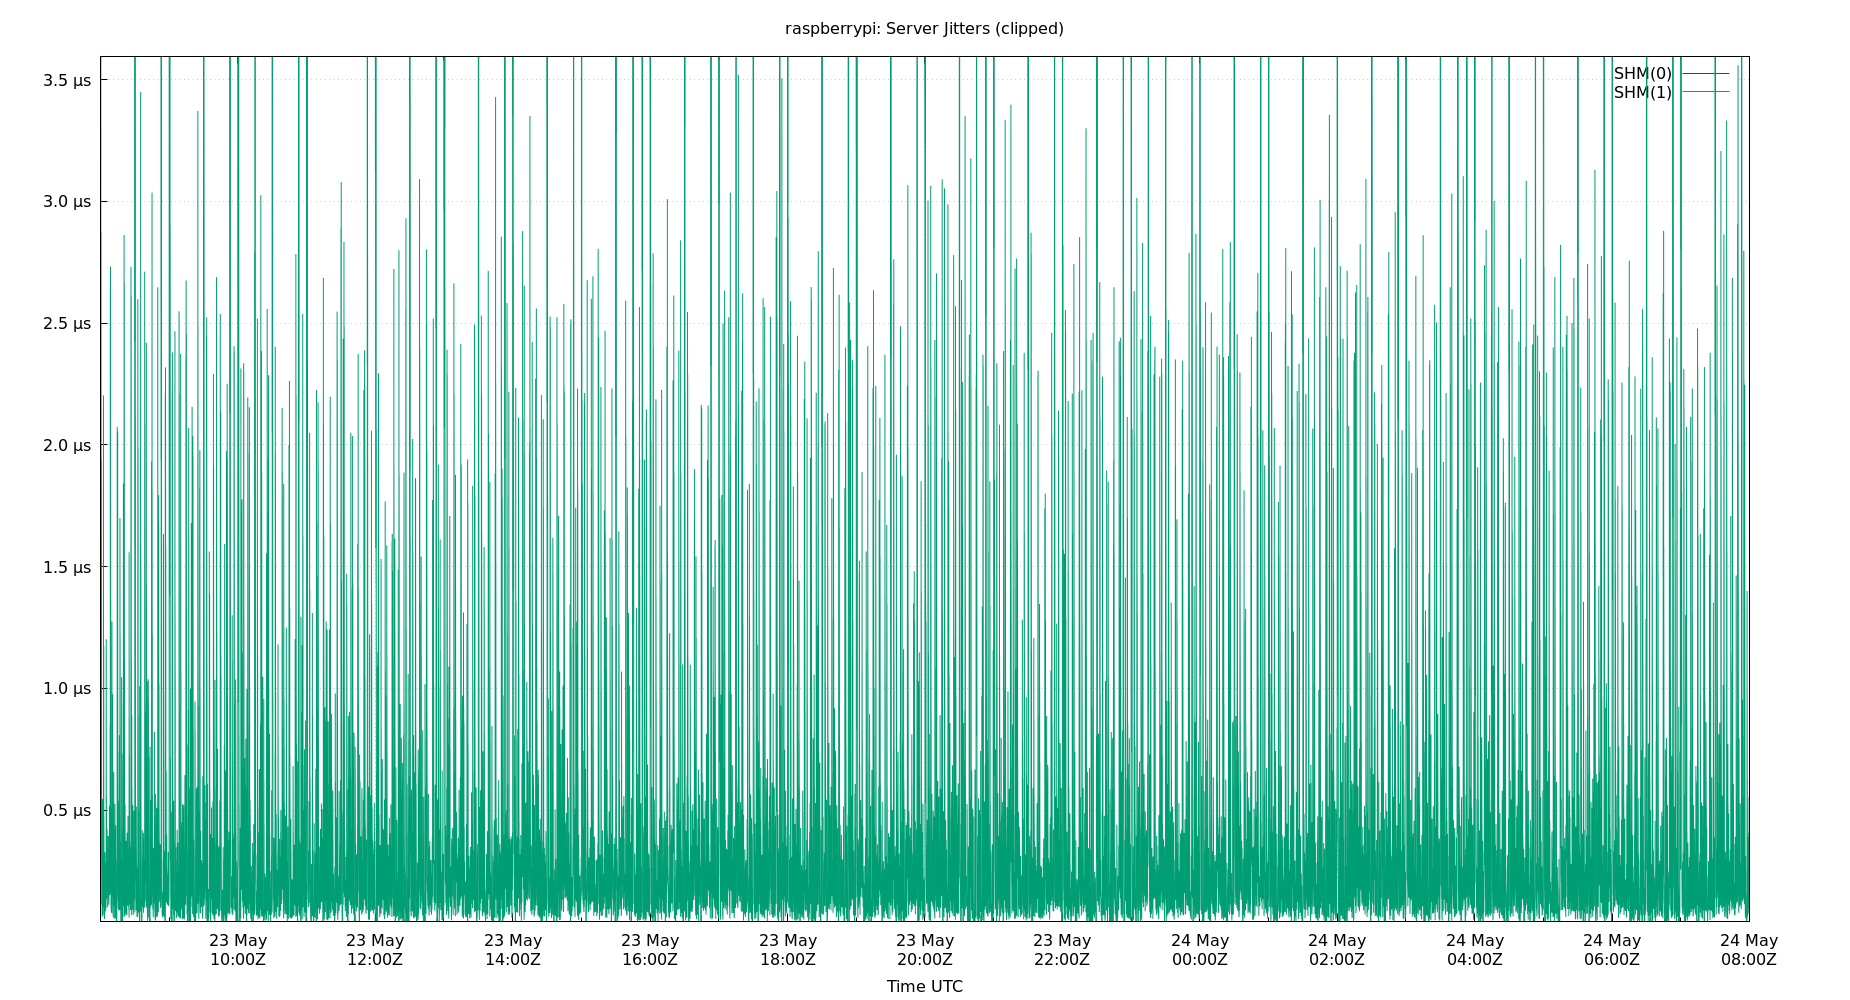 raspberrypi: Server Jitters (clipped)
SHM(0)
SHM(1)
3.5 µs
3.0 µs
2.5 µs
2.0 µs
1.5 µs
1.0 µs
0.5 µs
23 May 23 May 23 May 23 May 23 May 23 May 23 May 24 May 24 May 24 May 24 May 24 May
10:00Z 12:00Z 14:00Z 16:00Z 18:00Z 20:00Z 22:00Z 00:00Z 02:00Z 04:00Z 06:00Z 08:00Z
Time UTC